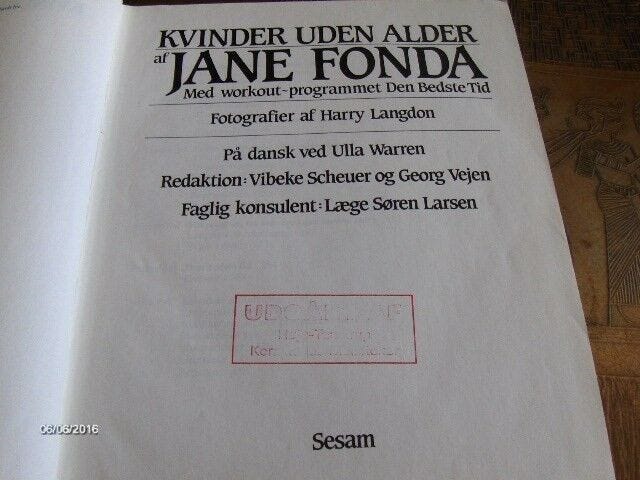 KVINDER UDEN ALDER
af JANE FONDA
Med workout-programmet Den Bedste Tid
Fotografier af Harry Langdon
På dansk ved Ulla Warren
Redaktion: Vibeke Scheuer og Georg Vejen
Faglig konsulent: Læge Søren Larsen
Sesam
06/06/2016